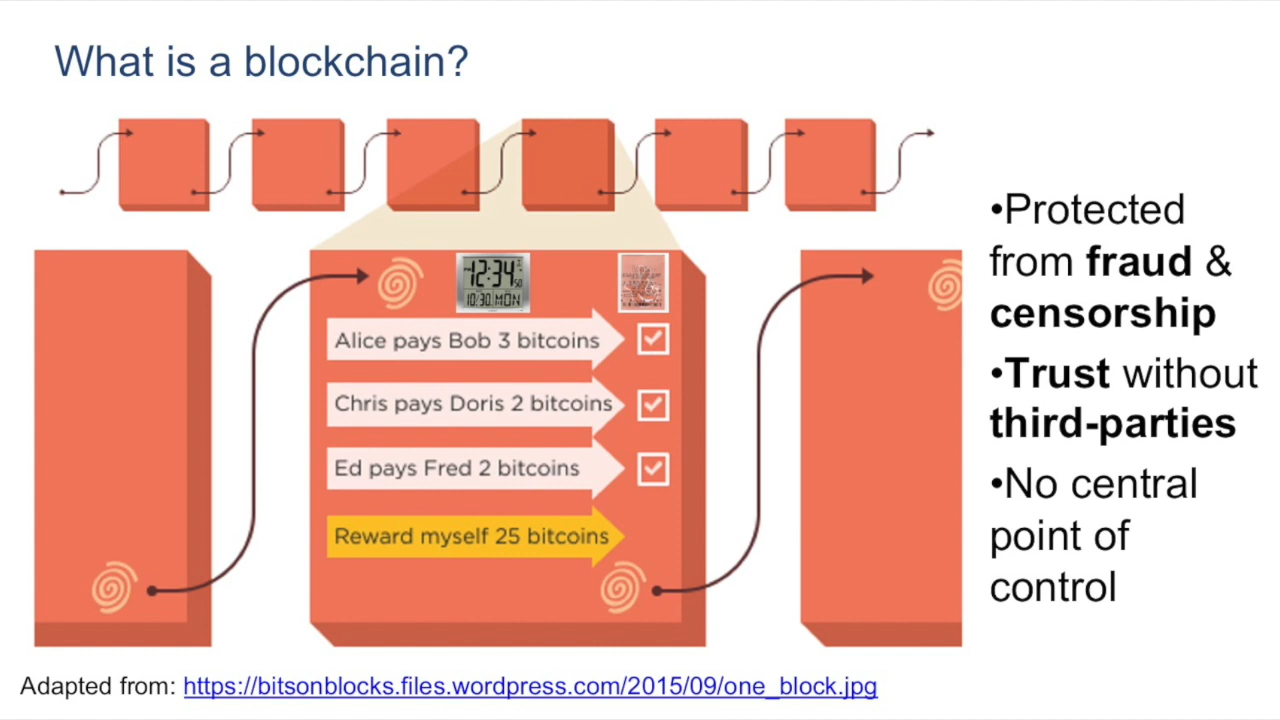 What is a blockchain?
12:34
10/30 MON
Alice pays Bob 3 bitcoins
Chris pays Doris 2 bitcoins
Ed pays Fred 2 bitcoins
Reward myself 25 bitcoins
•Protected
from fraud &
censorship
•Trust without
third-parties
•No central
point of
control
Adapted from: https://bitsonblocks.files.wordpress.com/2015/09/one_block.jpg